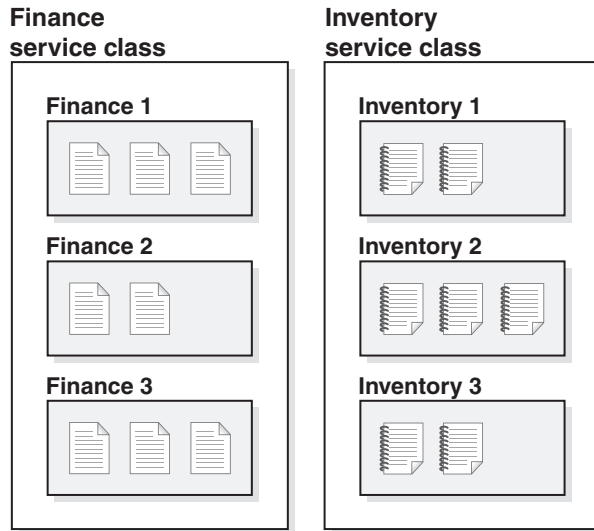 Finance
service class
Finance 1
Finance 2
Finance 3
Inventory
service class
Inventory 1
Inventory 2
Inventory 3